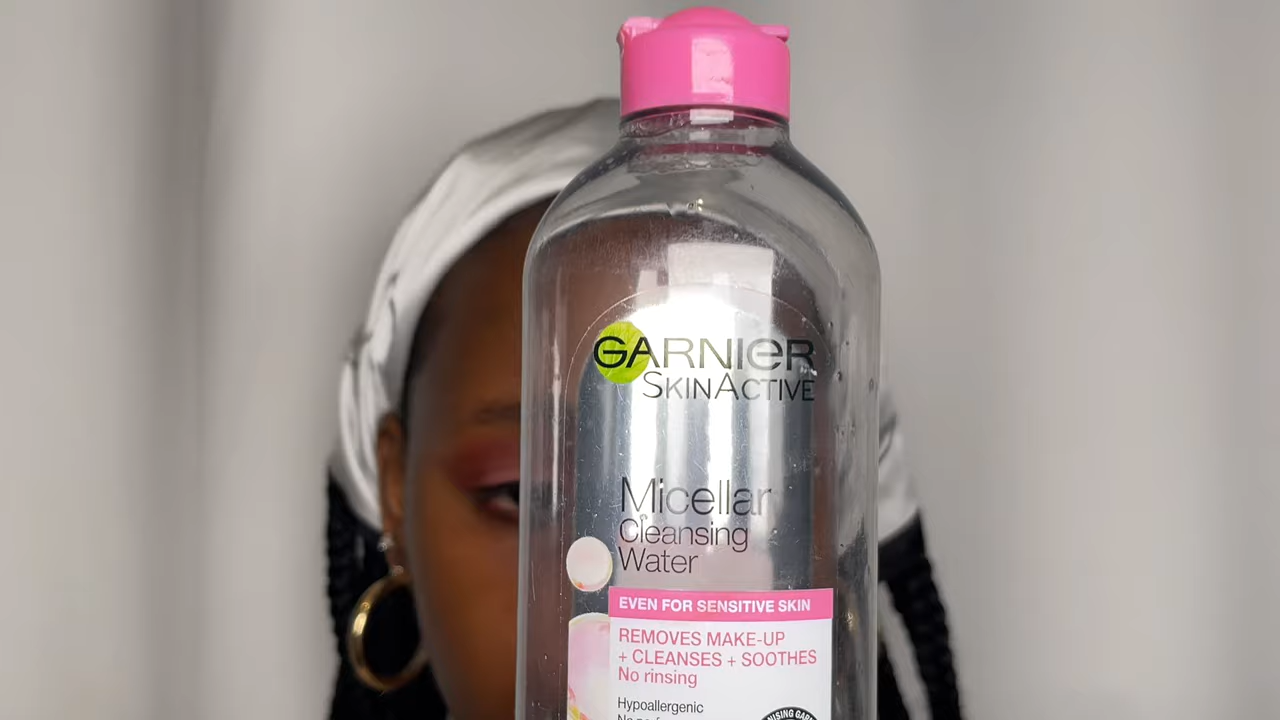 GARNIER
SKINACTIVE
Micellar
Cleansing
Water
EVEN FOR SENSITIVE SKIN
REMOVES MAKE-UP
+ CLEANSES + SOOTHES
No rinsing
Hypoallergenic